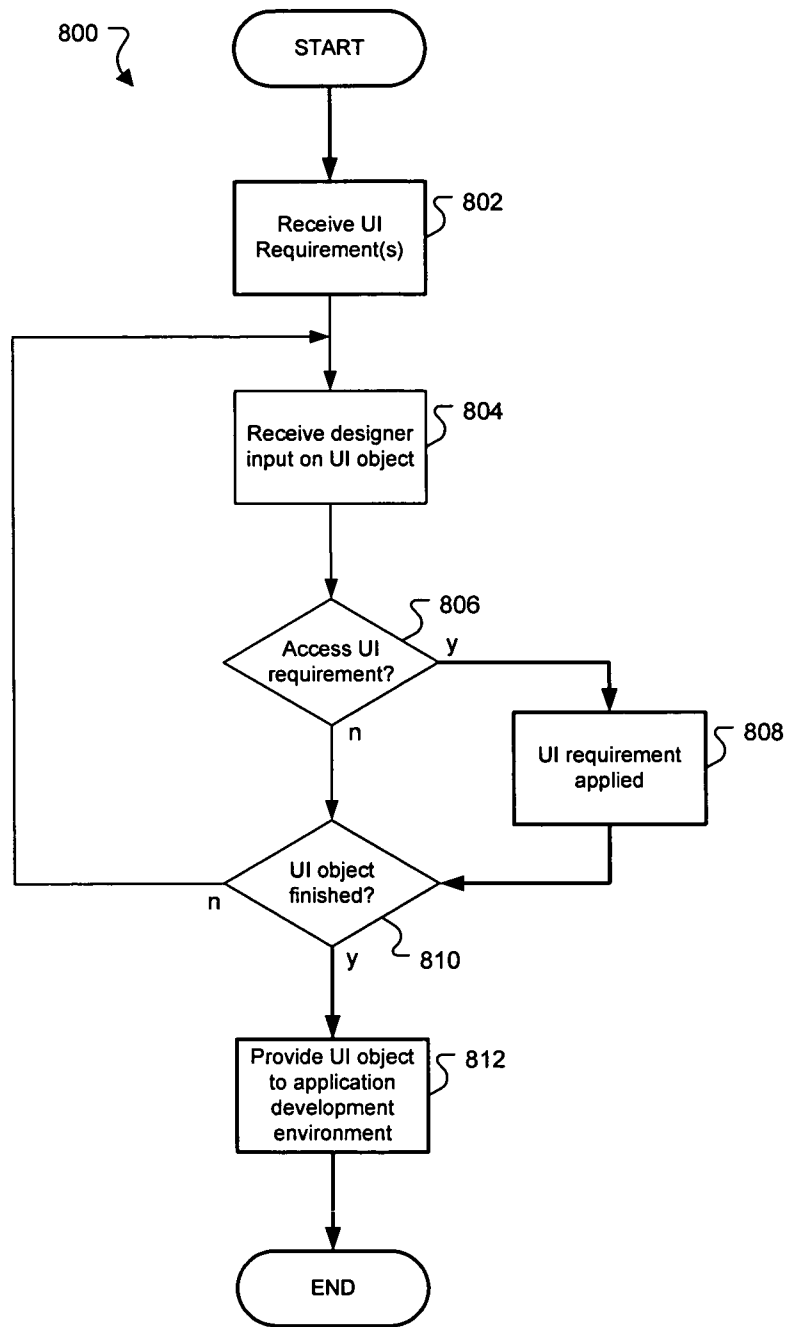 800
START
802
Receive UI
Requirement(s)
804
Receive designer
input on UI object
806
Access UI
requirement?
y
n
808
UI requirement
applied
UI object
finished?
n
y
810
Provide UI object
to application
development
environment
812
END